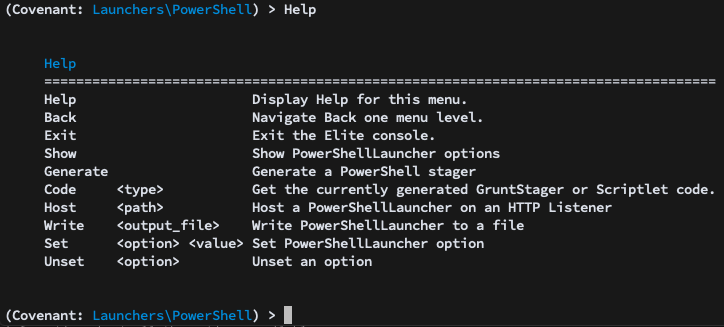 (Covenant: Launchers\PowerShell) > Help
Help
====================================================================================
Help Display Help for this menu.
Back Navigate Back one menu level.
Exit Exit the Elite console.
Show Show PowerShellLauncher options
Generate Generate a PowerShell stager
Code <type> Get the currently generated GruntStager or Scriptlet code.
Host <path> Host a PowerShellLauncher on an HTTP Listener
Write <output_file> Write PowerShellLauncher to a file
Set <option> <value> Set PowerShellLauncher option
Unset <option> Unset an option
(Covenant: Launchers\PowerShell) >